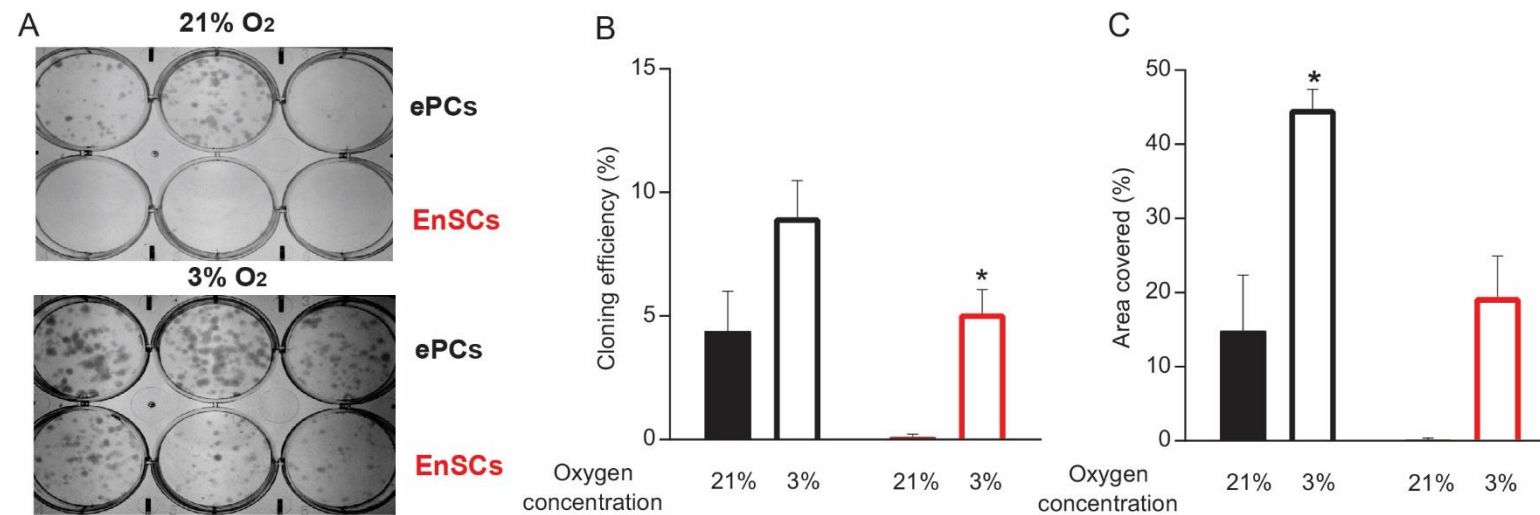 A
21% O2
ePCs
EnSCs
3% O2
ePCs
EnSCs
B
Cloning efficiency (%)
15
10
5
0
*
Oxygen
concentration
21% 3% 21% 3%
C
Area covered (%)
50
40
30
20
10
0
*
Oxygen
concentration
21% 3% 21% 3%